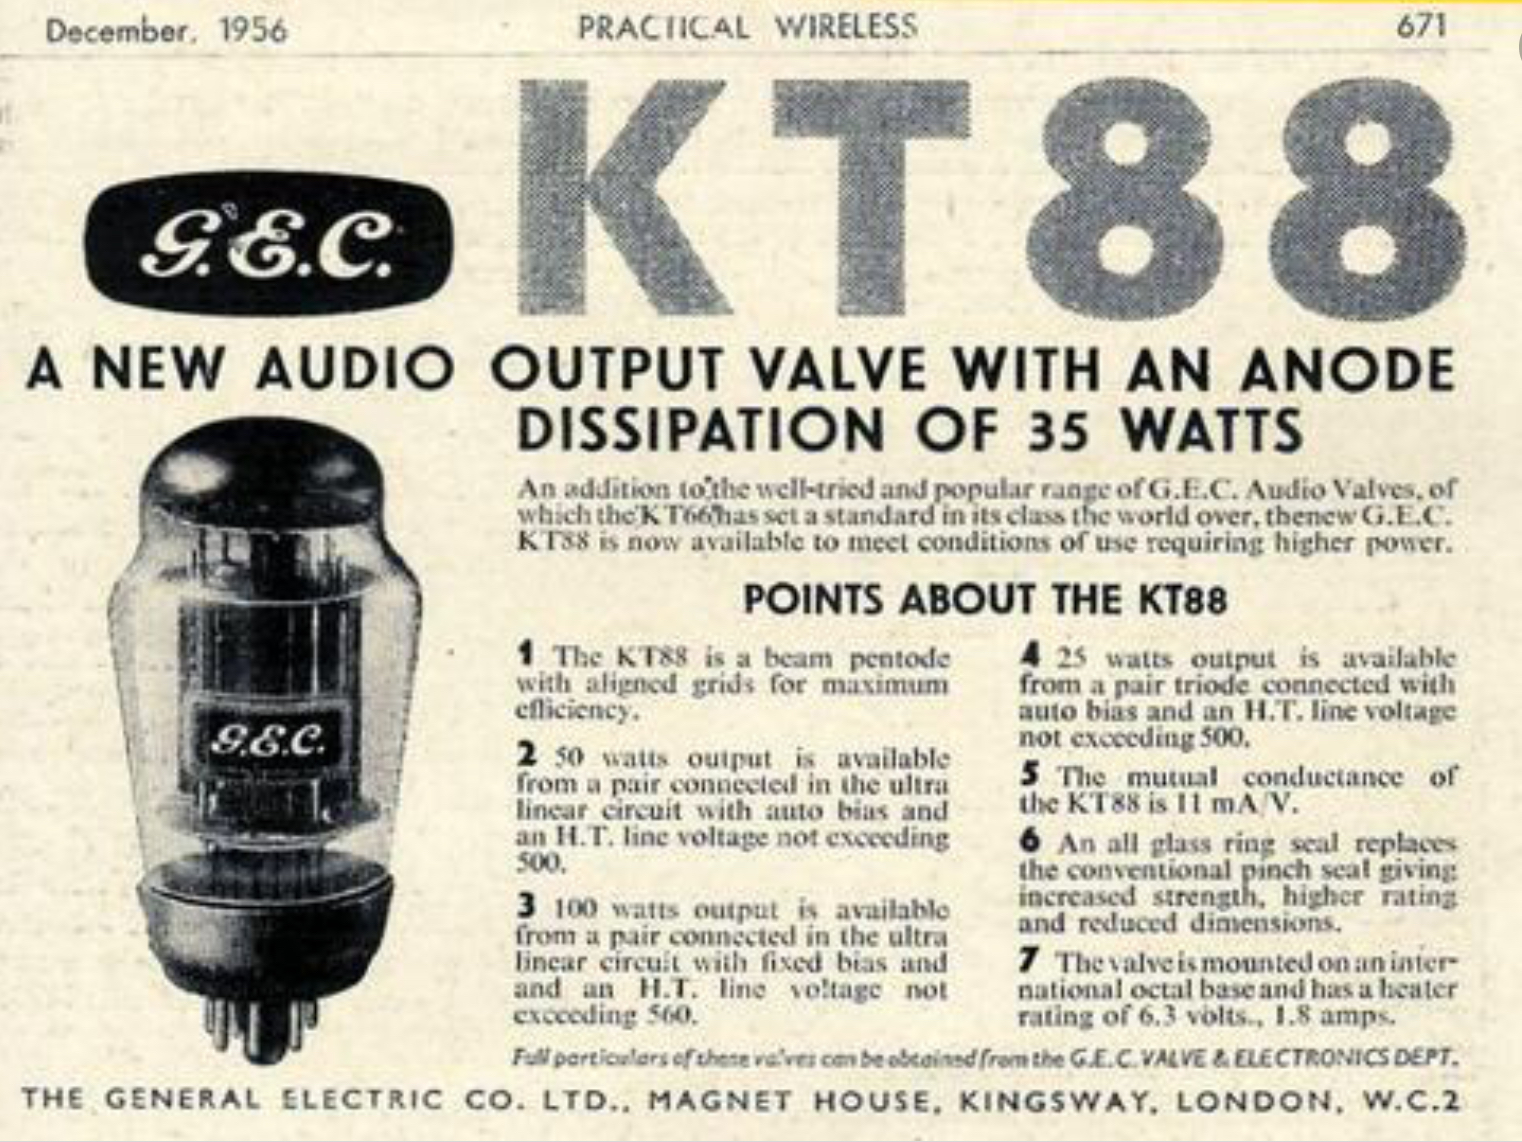 December. 1956 PRACTICAL WIRELESS 671
KT88
G.E.C.
A NEW AUDIO OUTPUT VALVE WITH AN ANODE
DISSIPATION OF 35 WATTS
An addition to the well-tried and popular range of G.E.C. Audio Valves, of
which the KT66 has set a standard in its class the world over, thenew G.E.C.
KT88 is now available to meet conditions of use requiring higher power.
POINTS ABOUT THE KT88
1 The KT88 is a beam pentode
with aligned grids for maximum
efficiency.
2 50 watts output is available
from a pair connected in the ultra
linear circuit with auto bias and
an H.T. line voltage not exceeding
500.
3 100 watts output is available
from a pair connected in the ultra
linear circuit with fixed bias and
and an H.T. line voltage not
exceeding 560.
4 25 watts output is available
from a pair triode connected with
auto bias and an H.T. line voltage
not exceeding 500.
5 The mutual conductance of
the KT88 is 11 mA/V.
6 An all glass ring seal replaces
the conventional pinch seal giving
increased strength, higher rating
and reduced dimensions.
7 The valve is mounted on an inter-
national octal base and has a heater
rating of 6.3 volts., 1.8 amps.
G.E.C.
Full particulars of these valves can be obtained from the G.E.C. VALVE & ELECTRONICS DEPT.
THE GENERAL ELECTRIC CO. LTD., MAGNET HOUSE, KINGSWAY, LONDON, W.C.2